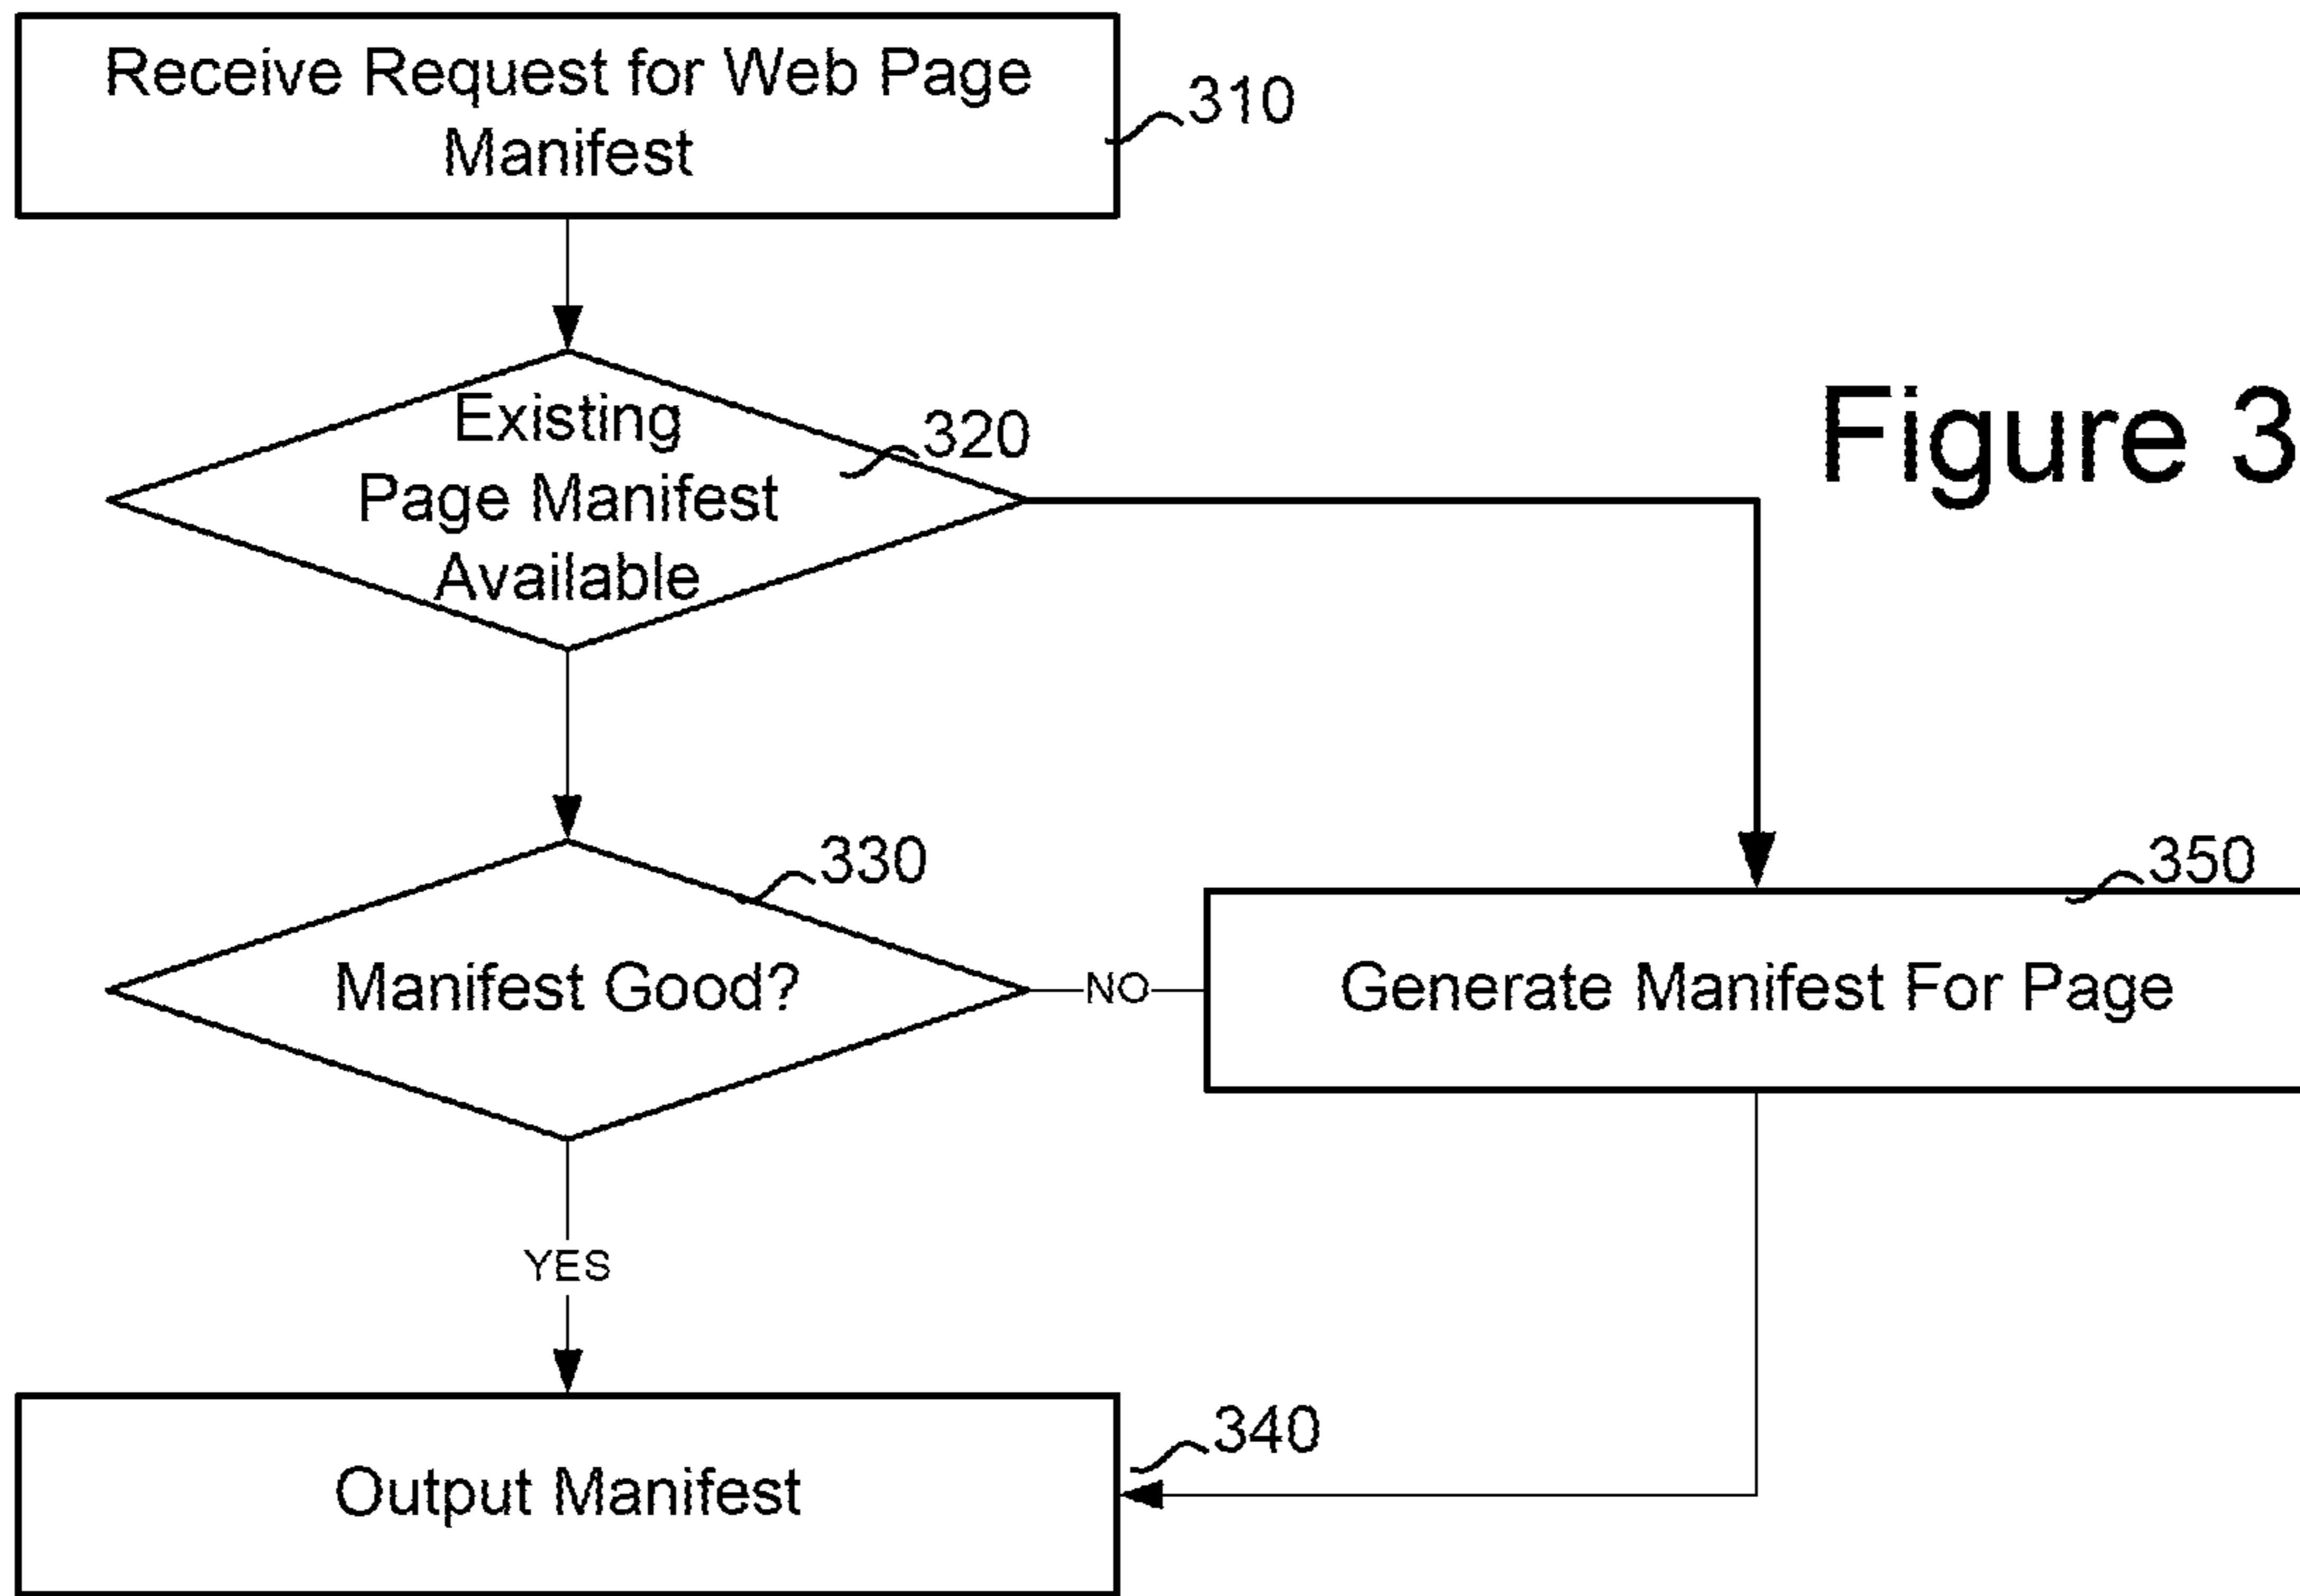 Receive Request for Web Page
Manifest
310
Existing
Page Manifest
Available
320
Figure 3
330
Manifest Good?
NO
350
Generate Manifest For Page
YES
340
Output Manifest